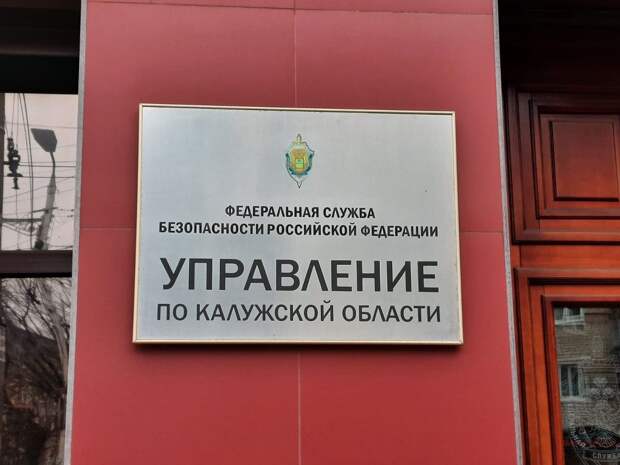 ФЕДЕРАЛЬНАЯ СЛУЖБА
БЕЗОПАСНОСТИ РОССИЙСКОЙ ФЕДЕРАЦИИ
УПРАВЛЕНИЕ
ПО КАЛУЖСКОЙ ОБЛАСТИ